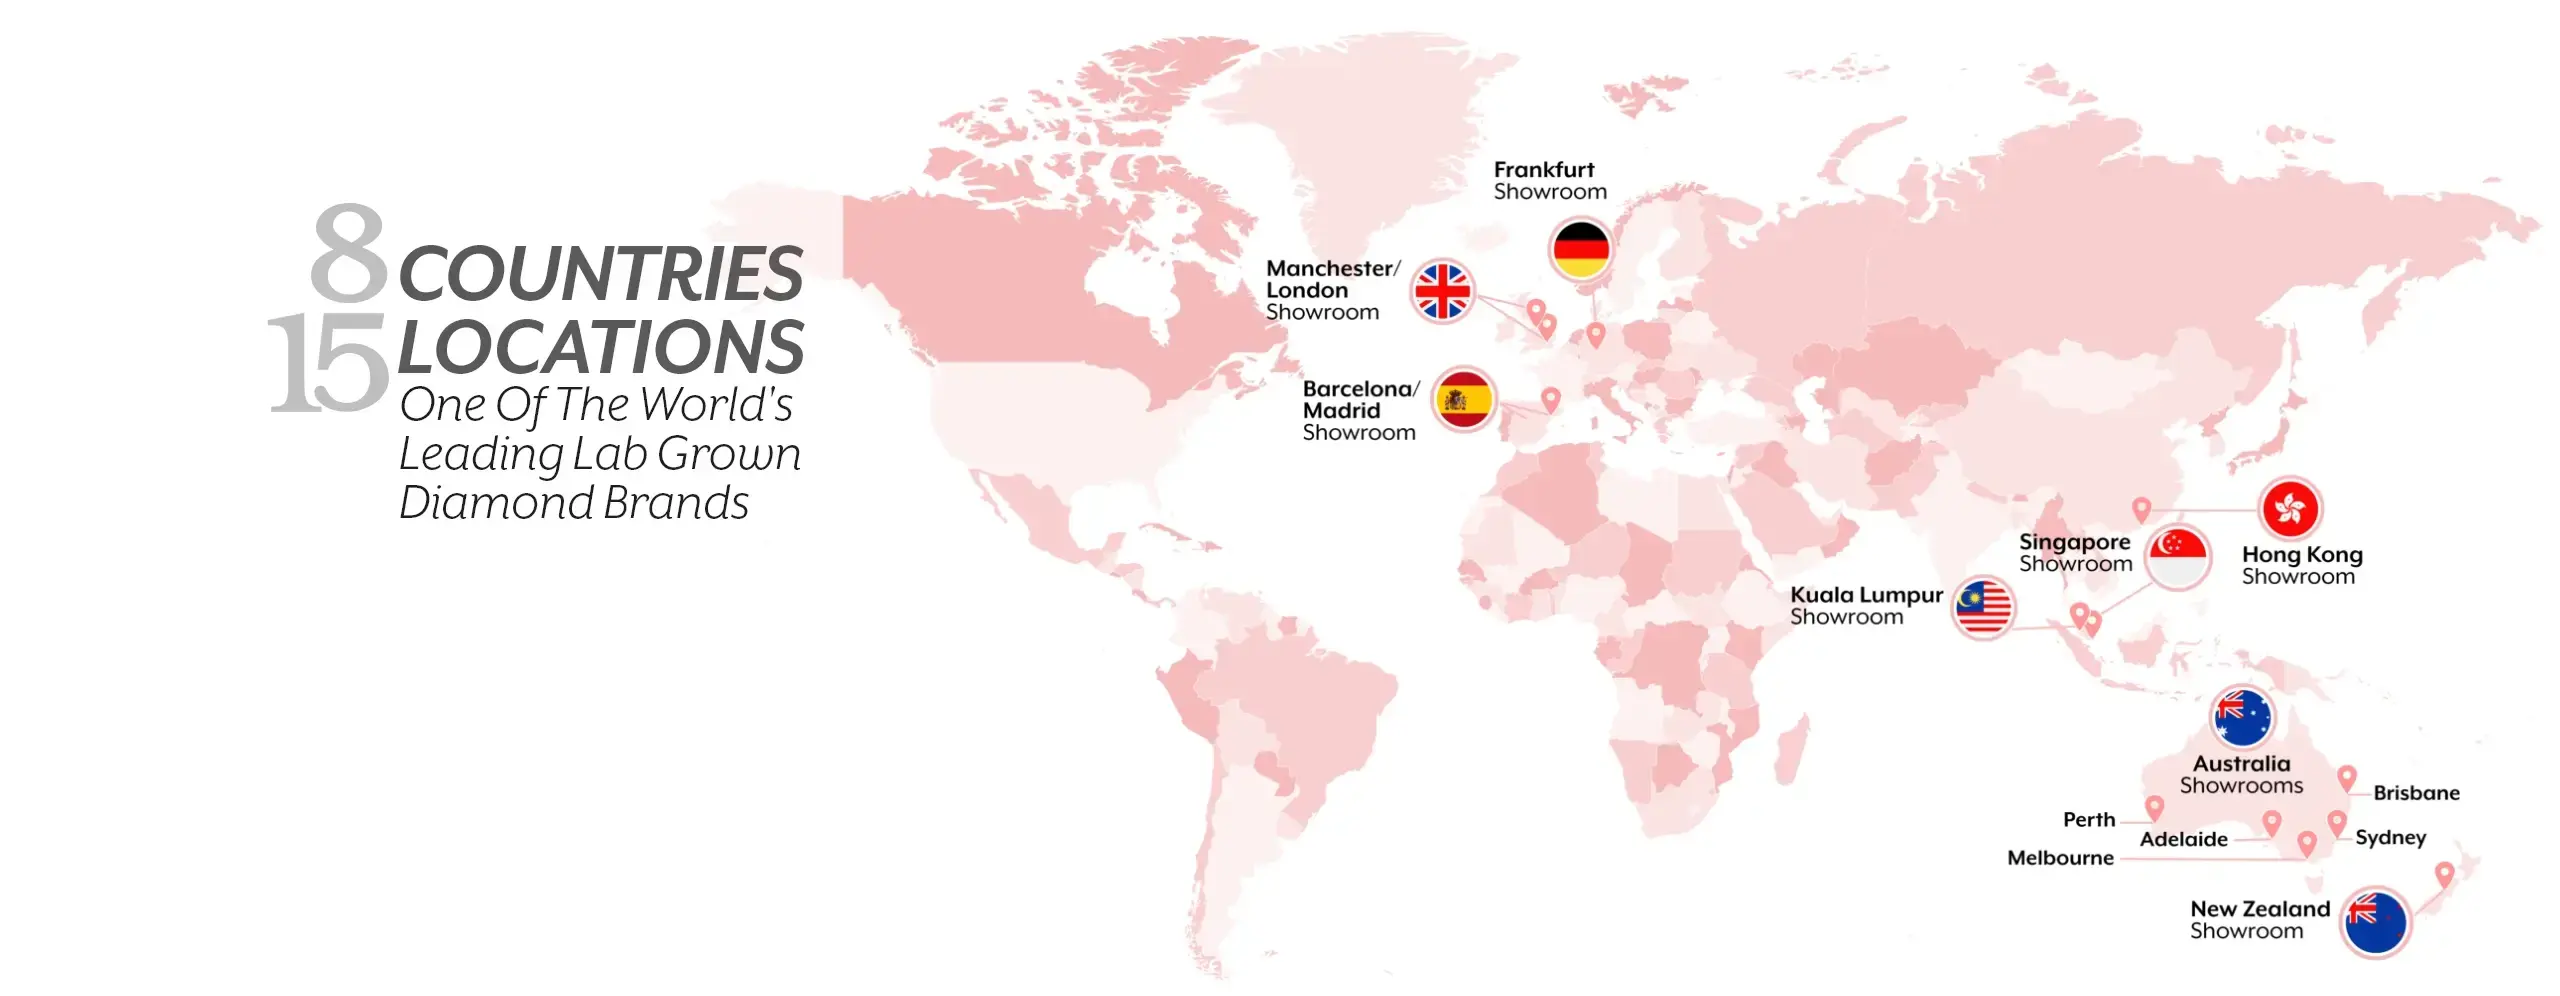 8 COUNTRIES
15 LOCATIONS
One Of The World's
Leading Lab Grown
Diamond Brands
Frankfurt
Showroom
Manchester/
London
Showroom
Barcelona/
Madrid
Showroom
Hong Kong
Showroom
Singapore
Showroom
Kuala Lumpur
Showroom
Australia
Showrooms
Brisbane
Perth
Adelaide
Sydney
Melbourne
New Zealand
Showroom